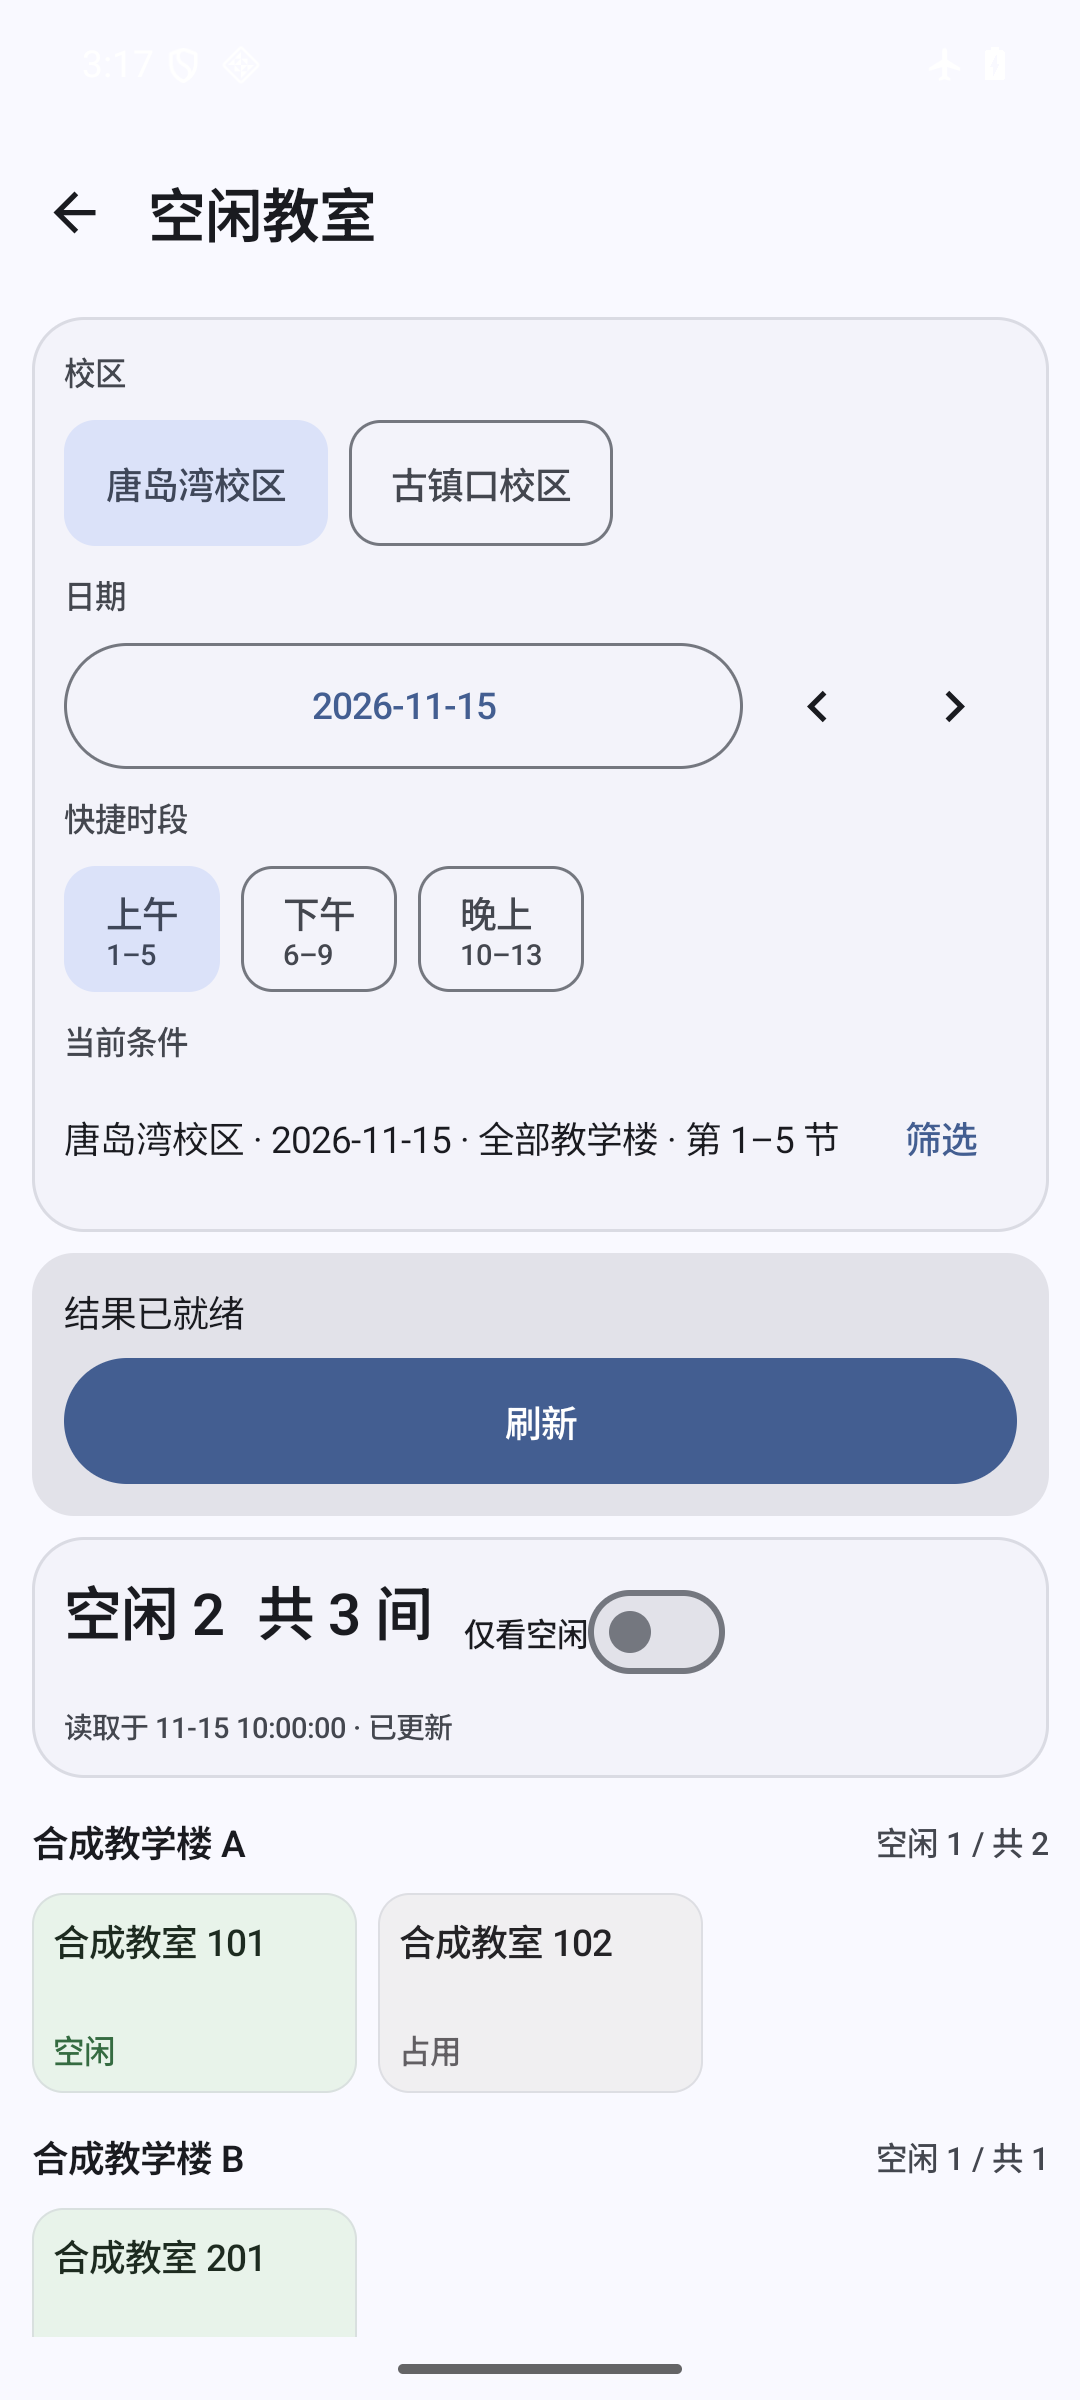 3:17
空闲教室
校区
唐岛湾校区 古镇口校区
日期
2026-11-15
快捷时段
上午 下午 晚上
1–5 6–9 10–13
当前条件
唐岛湾校区 · 2026-11-15 · 全部教学楼 · 第 1–5 节 筛选
结果已就绪
刷新
空闲 2 共 3 间 仅看空闲
读取于 11-15 10:00:00 · 已更新
合成教学楼 A 空闲 1 / 共 2
合成教室 101 合成教室 102
空闲 占用
合成教学楼 B 空闲 1 / 共 1
合成教室 201